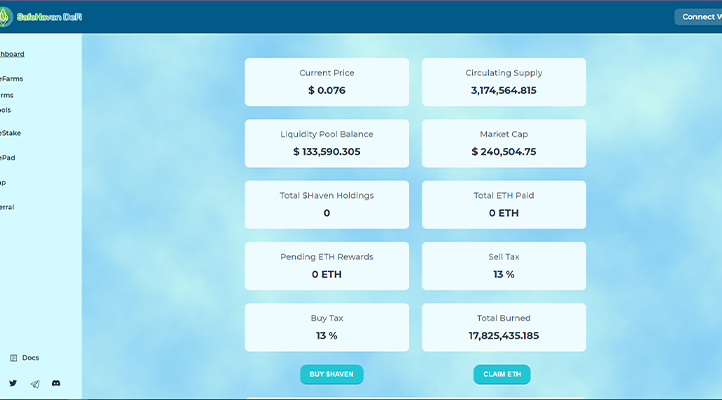 SafeHaven DeFi
Connect W
hboard
eFarms
rms
ools
eStake
ePad
ap
erral
Docs
Current Price
$ 0.076
Circulating Supply
3,174,564.815
Liquidity Pool Balance
$ 133,590.305
Market Cap
$ 240,504.75
Total $Haven Holdings
0
Total ETH Paid
0 ETH
Pending ETH Rewards
0 ETH
Sell Tax
13 %
Buy Tax
13 %
Total Burned
17,825,435.185
BUY $HAVEN
CLAIM ETH